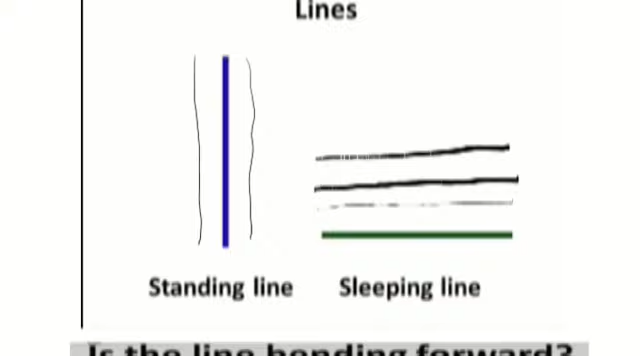 Lines
Standing line Sleeping line
Is the line bending forward?